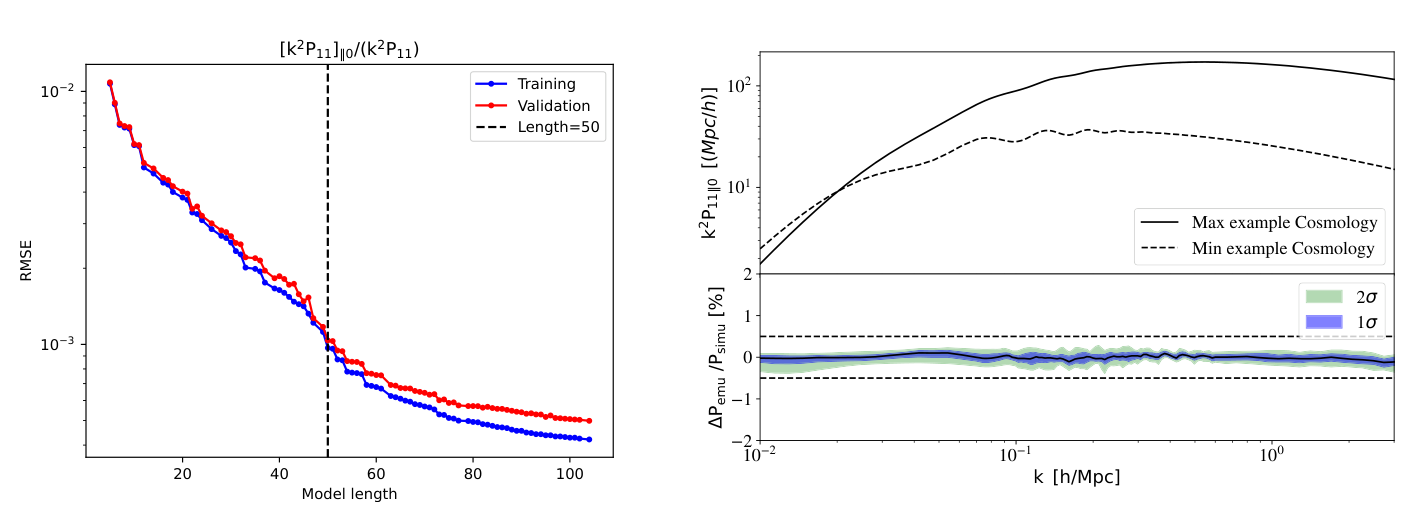 [k²P₁₁]∥₀/(k²P₁₁)
10⁻²
10⁻³
RMSE
Training
Validation
Length=50
20 40 60 80 100
Model length
10²
10¹
k²P₁₁∥₀ [(Mpc/h)]
Max example Cosmology
Min example Cosmology
2
1
0
−1
−2
ΔPemu /Psimu [%]
2σ
1σ
10⁻² 10⁻¹ 10⁰
k [h/Mpc]